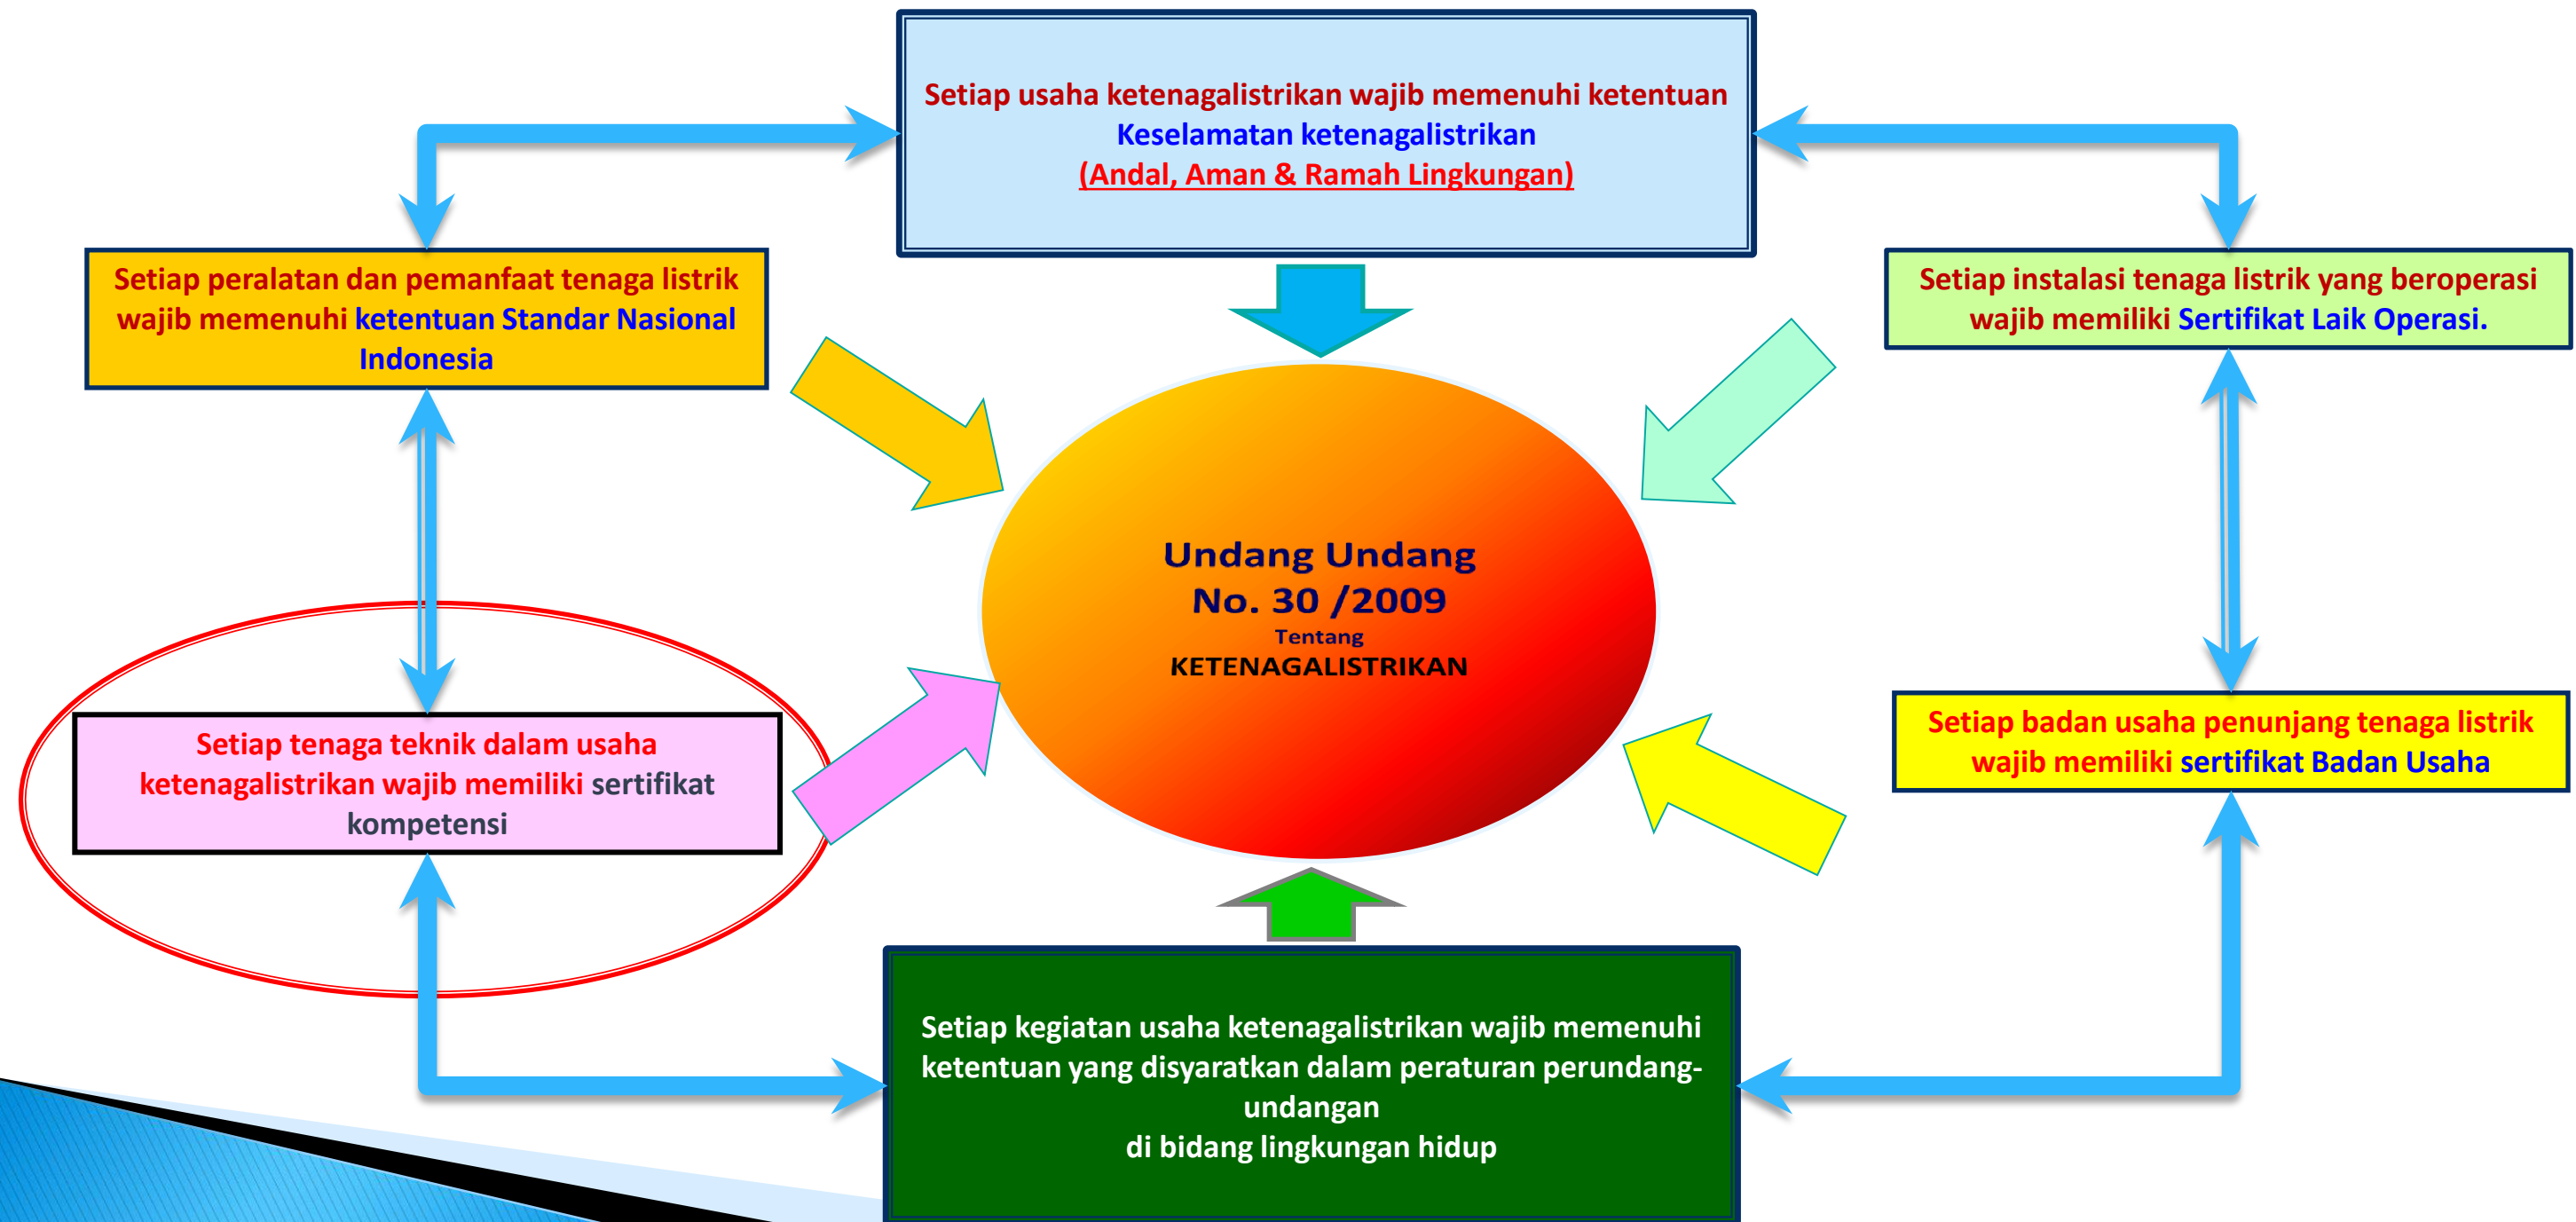 Setiap usaha ketenagalistrikan wajib memenuhi ketentuan
Keselamatan ketenagalistrikan
(Andal, Aman & Ramah Lingkungan)
Setiap peralatan dan pemanfaat tenaga listrik
wajib memenuhi ketentuan Standar Nasional
Indonesia
Setiap instalasi tenaga listrik yang beroperasi
wajib memiliki Sertifikat Laik Operasi.
Undang Undang
No. 30 /2009
Tentang
KETENAGALISTRIKAN
Setiap tenaga teknik dalam usaha
ketenagalistrikan wajib memiliki sertifikat
kompetensi
Setiap badan usaha penunjang tenaga listrik
wajib memiliki sertifikat Badan Usaha
Setiap kegiatan usaha ketenagalistrikan wajib memenuhi
ketentuan yang disyaratkan dalam peraturan perundang-
undangan
di bidang lingkungan hidup